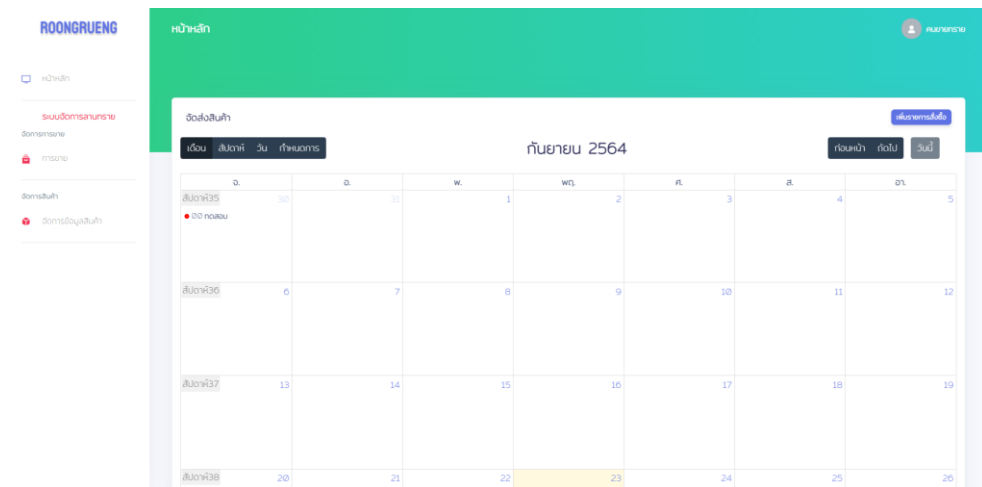 ROONGRUENG
หน้าหลัก
คนขายทราย
หน้าหลัก
ระบบจัดการลานทราย
จัดการการขาย
การขาย
จัดการสินค้า
จัดการข้อมูลสินค้า
จัดส่งสินค้า
เพิ่มรายการสั่งซื้อ
เดือน สัปดาห์ วัน กำหนดการ
กันยายน 2564
ก่อนหน้า ถัดไป วันนี้
จ. อ. พ. พฤ. ศ. ส. อา.
สัปดาห์35 30 31 1 2 3 4 5
00 ทดสอบ
สัปดาห์36 6 7 8 9 10 11 12
สัปดาห์37 13 14 15 16 17 18 19
สัปดาห์38 20 21 22 23 24 25 26